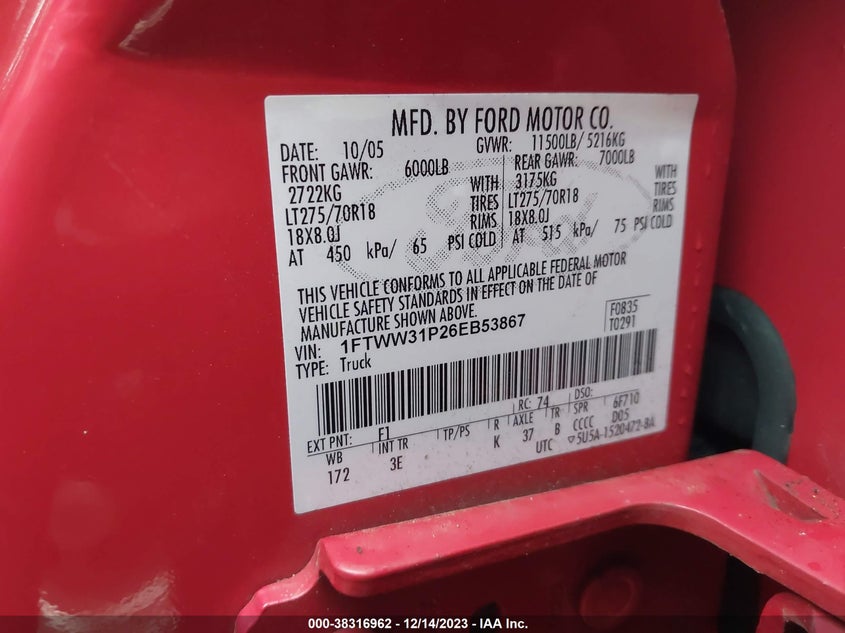 MFD. BY FORD MOTOR CO.
DATE: 10/05 GVWR: 11500LB/ 5216KG
FRONT GAWR: 6000LB REAR GAWR: 7000LB
2722KG WITH 3175KG WITH
LT275/70R18 TIRES LT275/70R18 TIRES
18X8.0J RIMS 18X8.0J RIMS
AT 450 kPa/ 65 PSI COLD AT 515 kPa/ 75 PSI COLD
THIS VEHICLE CONFORMS TO ALL APPLICABLE FEDERAL MOTOR
VEHICLE SAFETY STANDARDS IN EFFECT ON THE DATE OF
MANUFACTURE SHOWN ABOVE.
F0835
VIN: 1FTWW31P26EB53867 T0291
TYPE: Truck
RC: 74 DSO:
EXT PNT: F1 6F710
WB INT TR TP/PS R AXLE TR SPR D05
172 3E K 37 B CCCC
UTC ▽5U5A-1520472-BA
000-38316962 - 12/14/2023 - IAA Inc.